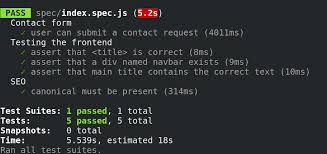 PASS spec/index.spec.js (5.2s)
Contact form
✓ user can submit a contact request (4011ms)
Testing the frontend
✓ assert that <title> is correct (8ms)
✓ assert that a div named navbar exists (9ms)
✓ assert that main title contains the correct text (10ms)
SEO
✓ canonical must be present (314ms)
Test Suites: 1 passed, 1 total
Tests: 5 passed, 5 total
Snapshots: 0 total
Time: 5.539s, estimated 18s
Ran all test suites.